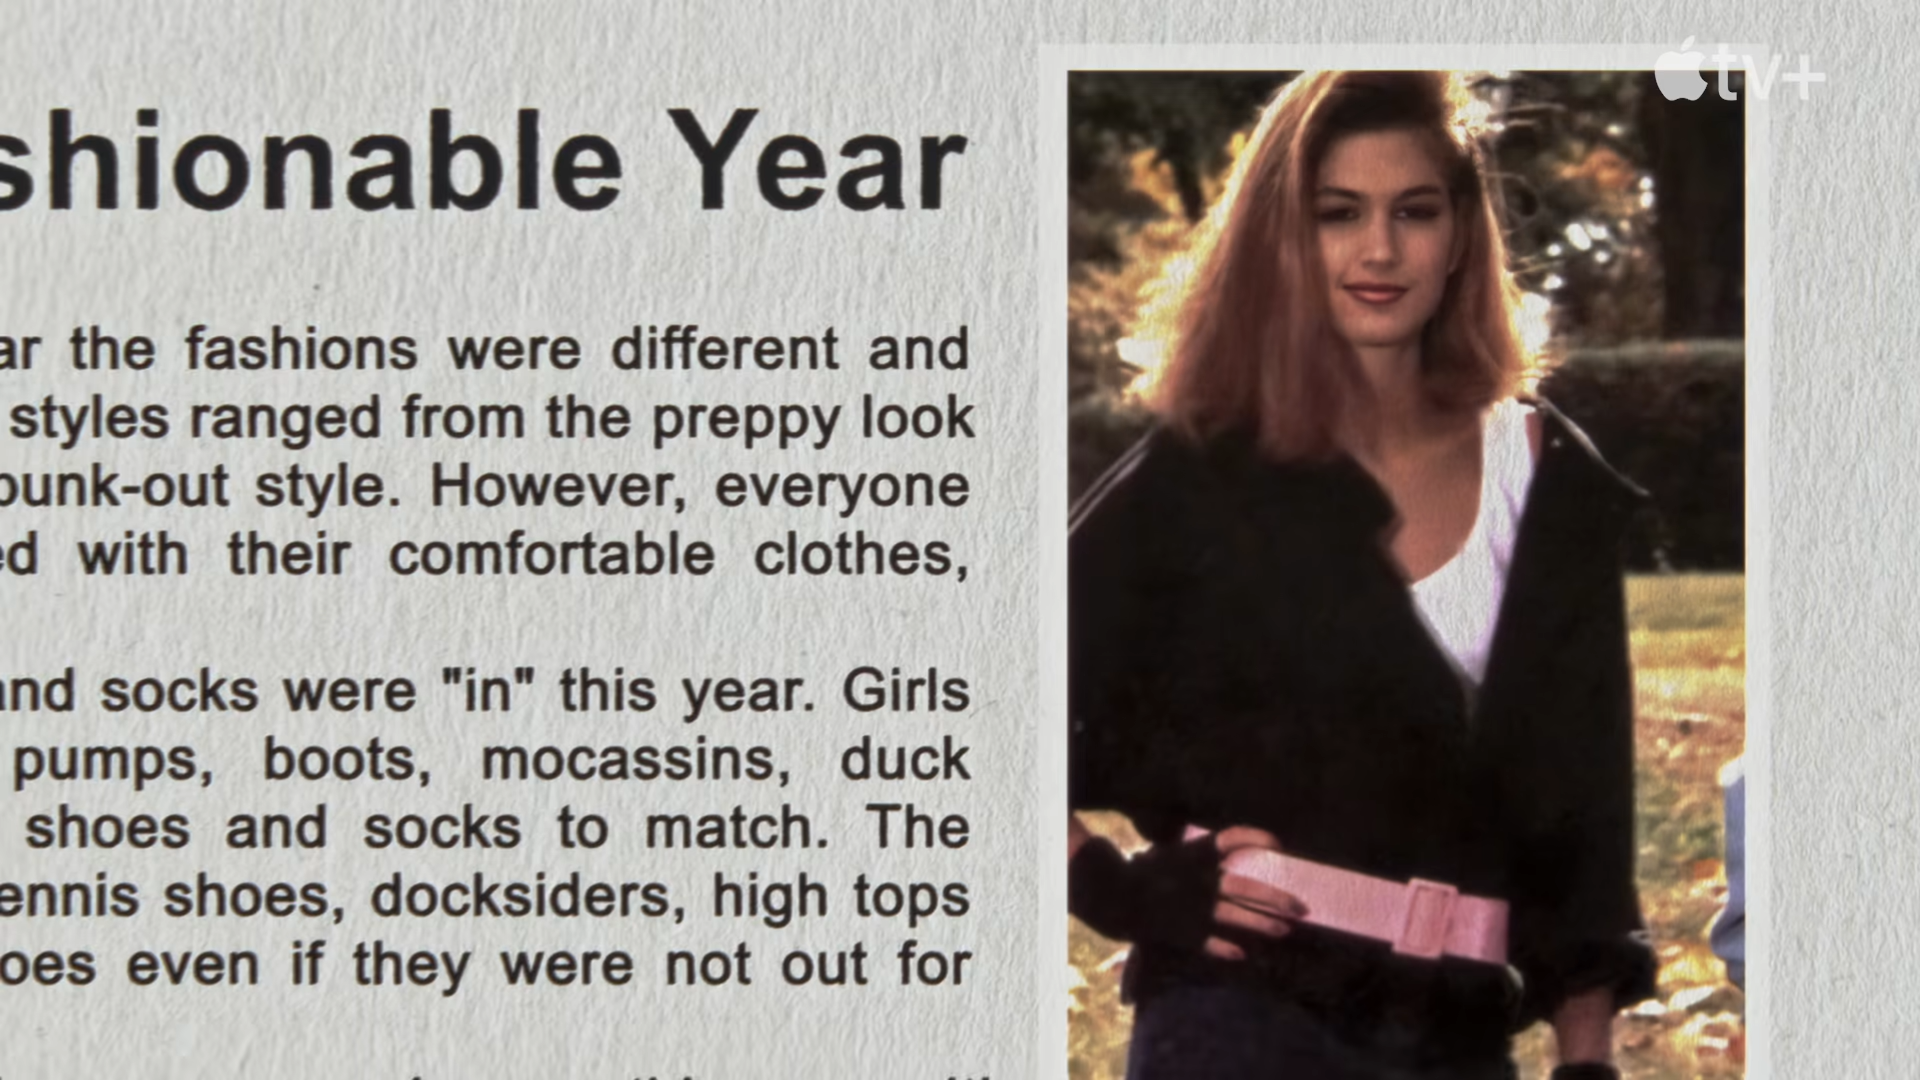 shionable Year
tv+
ar the fashions were different and
styles ranged from the preppy look
punk-out style. However, everyone
ed with their comfortable clothes,
and socks were "in" this year. Girls
pumps, boots, mocassins, duck
shoes and socks to match. The
ennis shoes, docksiders, high tops
oes even if they were not out for